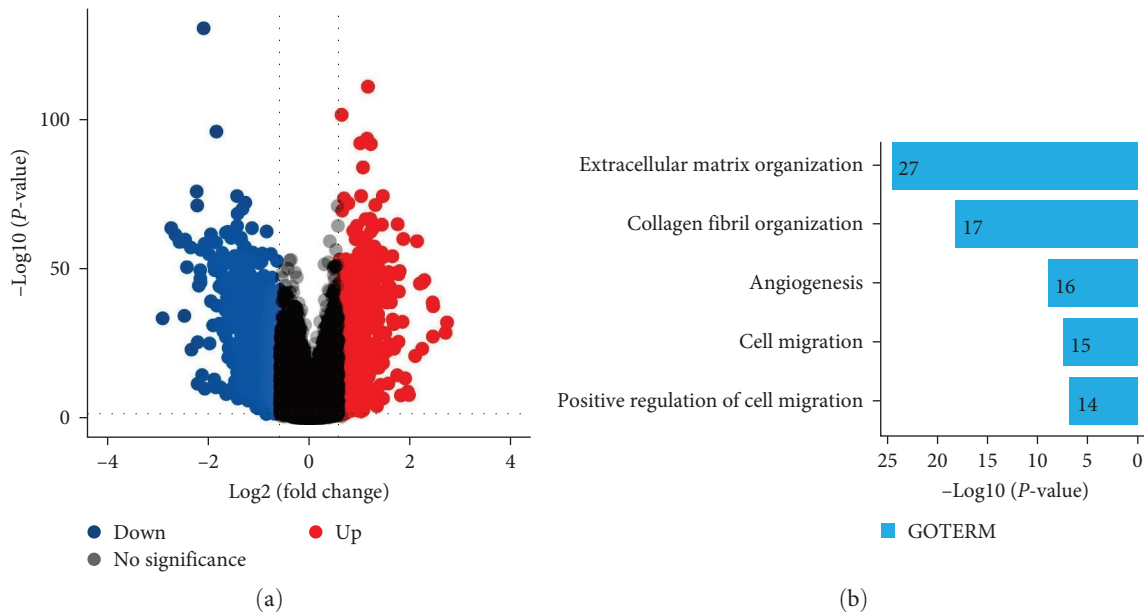 –Log10 (P-value)
100
50
0
–4
–2
0
2
4
Log2 (fold change)
Down
Up
No significance
(a)
Extracellular matrix organization
27
Collagen fibril organization
17
Angiogenesis
16
Cell migration
15
Positive regulation of cell migration
14
25
20
15
10
5
0
–Log10 (P-value)
GOTERM
(b)